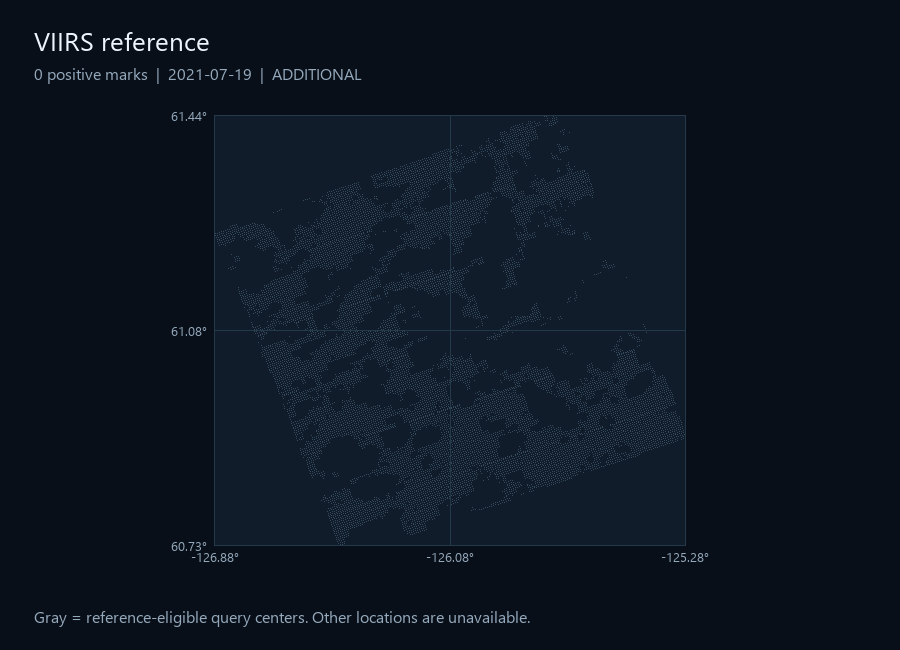 VIIRS reference
0 positive marks | 2021-07-19 | ADDITIONAL
61.44°
61.08°
60.73°
-126.88°
-126.08°
-125.28°
Gray = reference-eligible query centers. Other locations are unavailable.